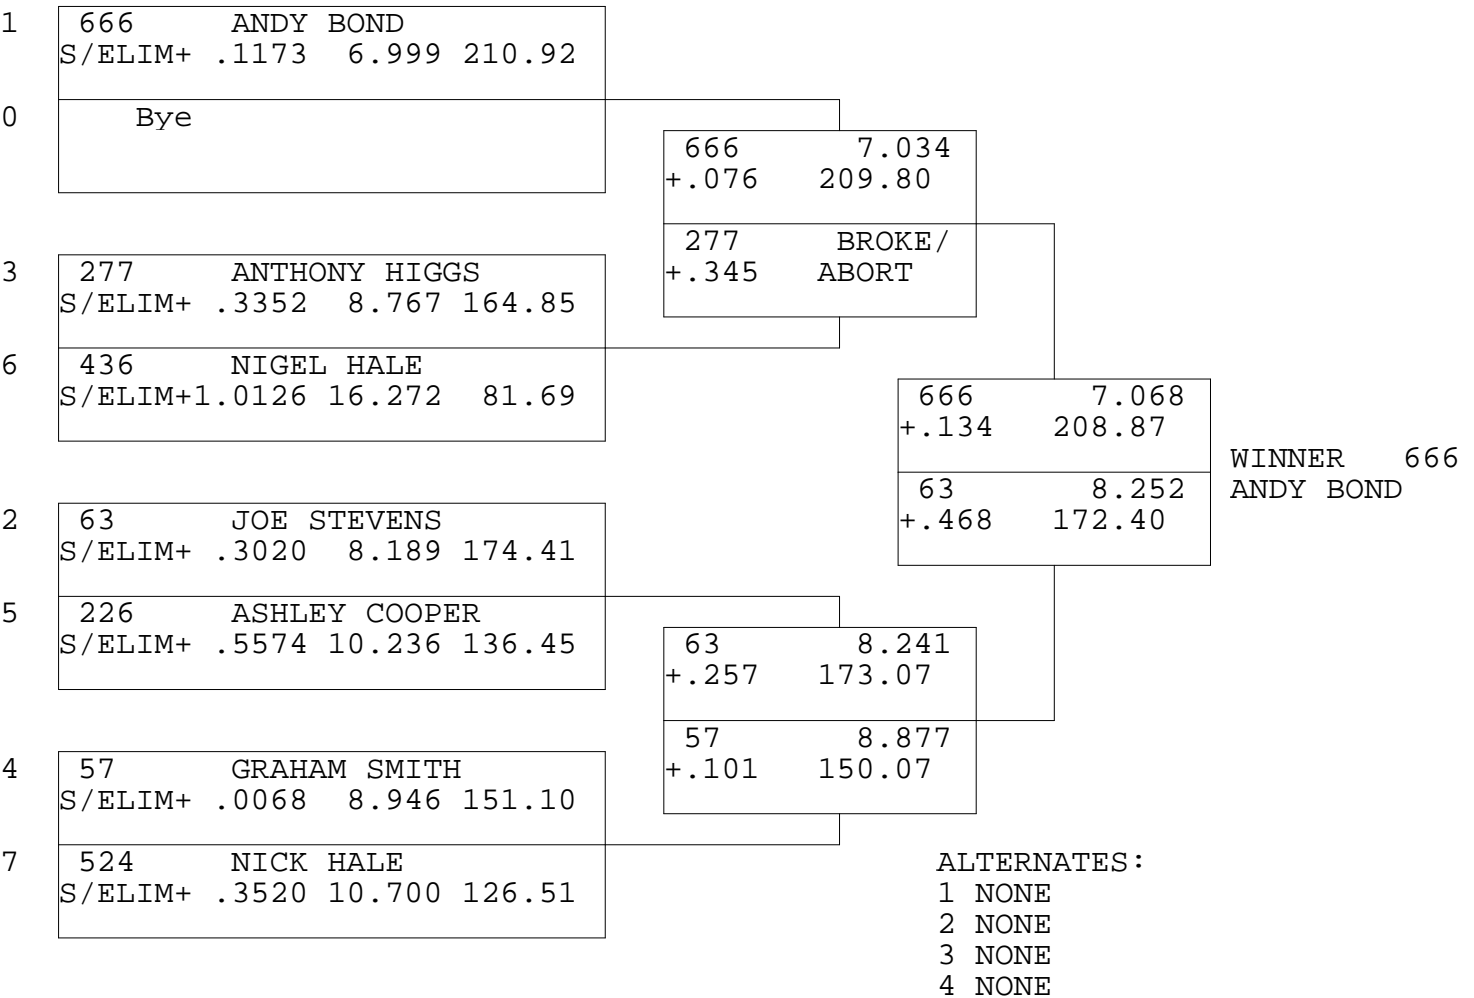 1 666 ANDY BOND
S/ELIM+ .1173 6.999 210.92
0 Bye
666 7.034
+.076 209.80
277 BROKE/
+.345 ABORT
3 277 ANTHONY HIGGS
S/ELIM+ .3352 8.767 164.85
6 436 NIGEL HALE
S/ELIM+1.0126 16.272 81.69
666 7.068
+.134 208.87
63 8.252
+.468 172.40
WINNER 666
ANDY BOND
2 63 JOE STEVENS
S/ELIM+ .3020 8.189 174.41
5 226 ASHLEY COOPER
S/ELIM+ .5574 10.236 136.45
63 8.241
+.257 173.07
57 8.877
+.101 150.07
4 57 GRAHAM SMITH
S/ELIM+ .0068 8.946 151.10
7 524 NICK HALE
S/ELIM+ .3520 10.700 126.51
ALTERNATES:
1 NONE
2 NONE
3 NONE
4 NONE